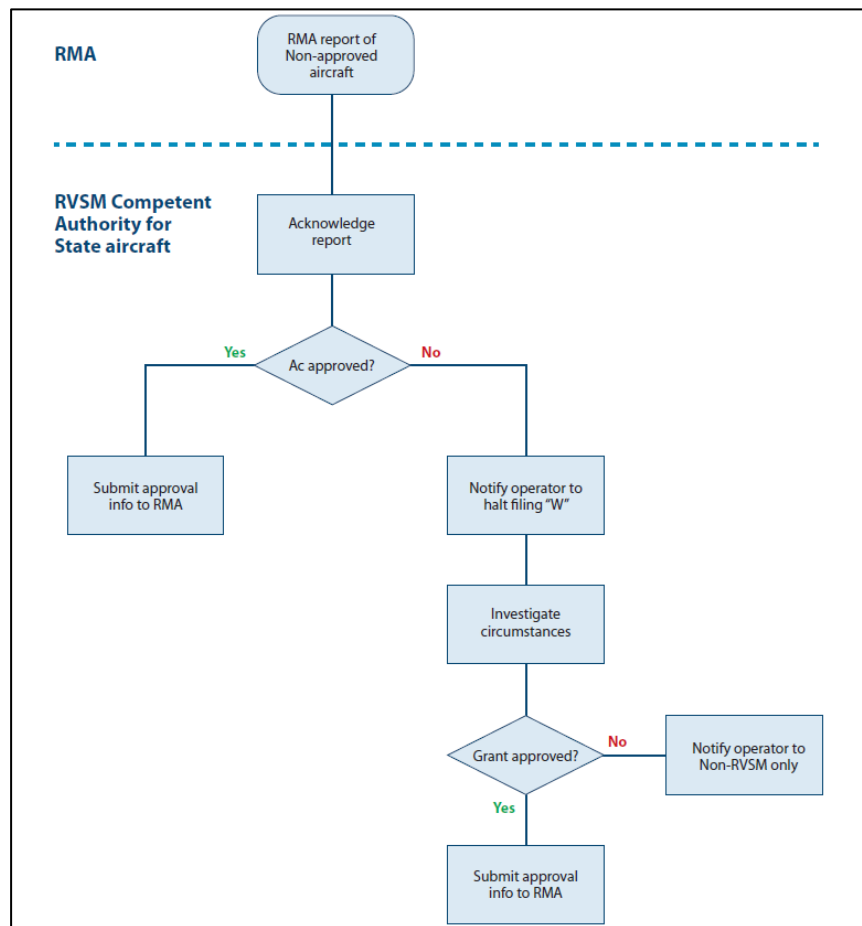 RMA
RMA report of
Non-approved
aircraft
RVSM Competent
Authority for
State aircraft
Acknowledge
report
Yes
No
Ac approved?
Submit approval
info to RMA
Notify operator to
halt filing “W”
Investigate
circumstances
Grant approved?
No
Notify operator to
Non-RVSM only
Yes
Submit approval
info to RMA